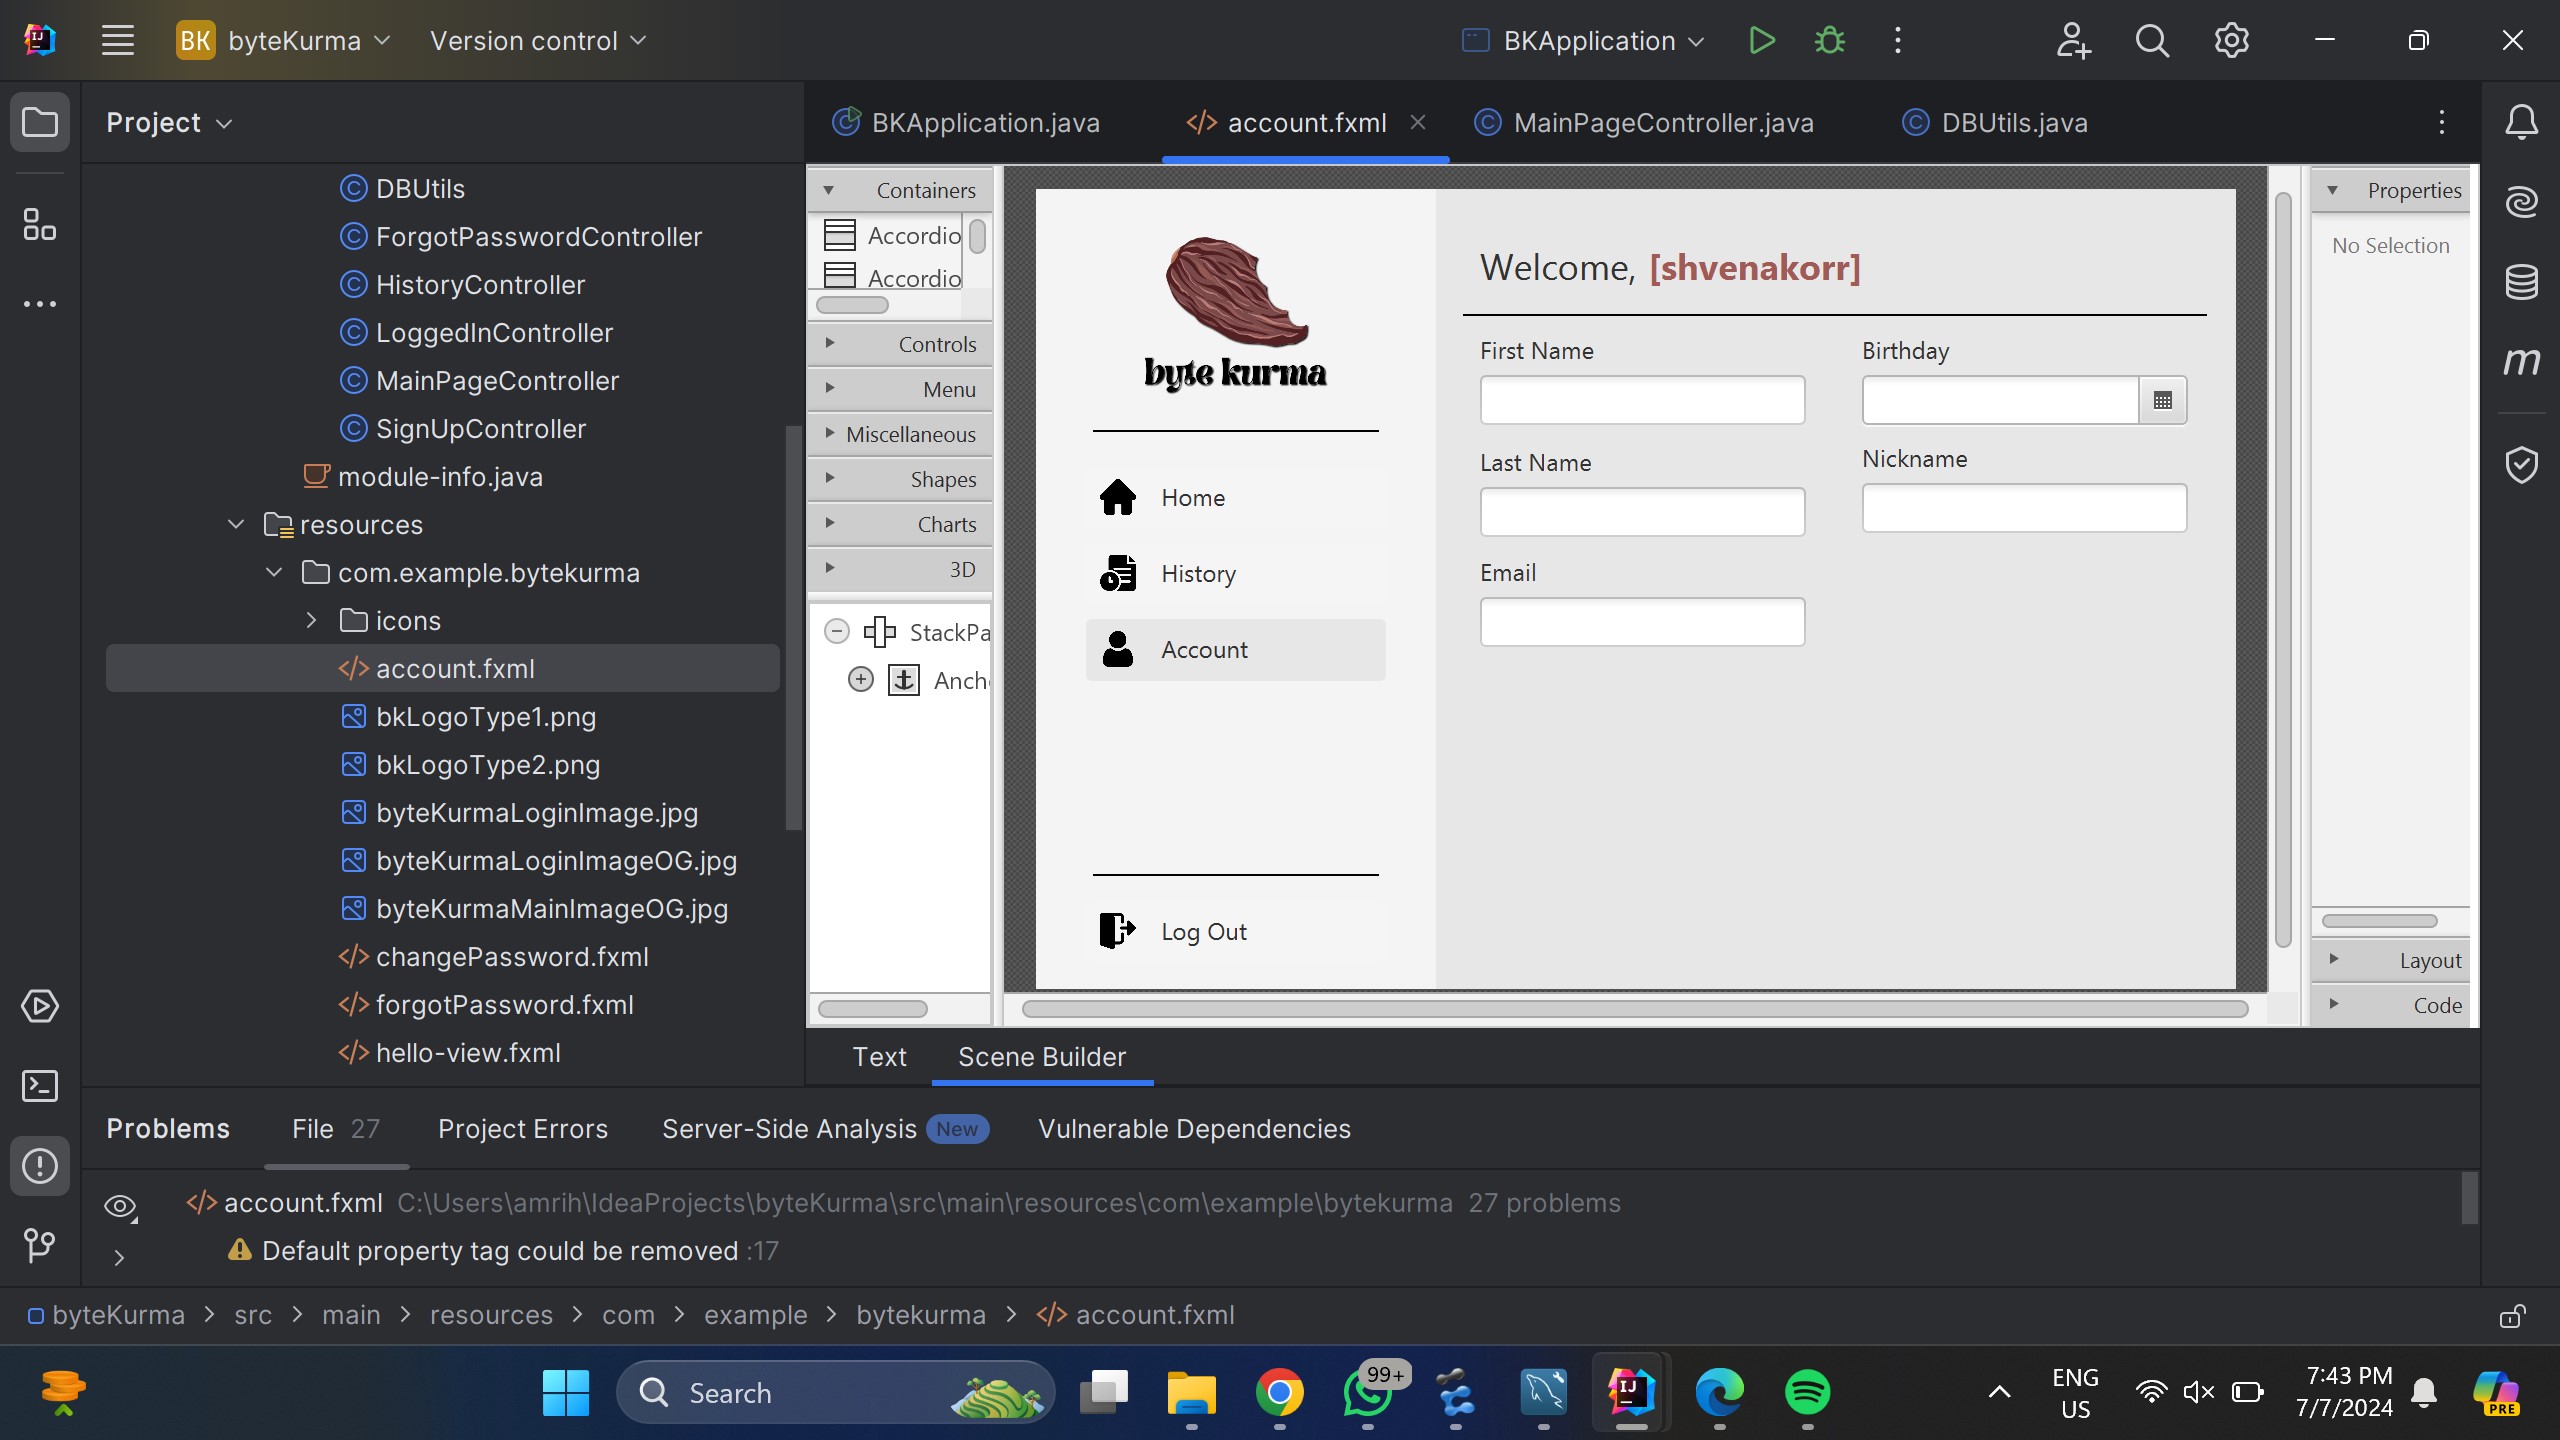 BK byteKurma Version control BKApplication
Project
BKApplication.java account.fxml MainPageController.java DBUtils.java
DBUtils
ForgotPasswordController
HistoryController
LoggedInController
MainPageController
SignUpController
module-info.java
resources
com.example.bytekurma
icons
account.fxml
bkLogoType1.png
bkLogoType2.png
byteKurmaLoginImage.jpg
byteKurmaLoginImageOG.jpg
byteKurmaMainImageOG.jpg
changePassword.fxml
forgotPassword.fxml
hello-view.fxml
Containers
Accordio
Accordio
Controls
Menu
Miscellaneous
Shapes
Charts
3D
StackPa
Ancho
byte kurma
Home
History
Account
Log Out
Welcome, [shvenakorr]
First Name
Birthday
Last Name
Nickname
Email
Properties
No Selection
Layout
Code
Text Scene Builder
Problems File 27 Project Errors Server-Side Analysis New Vulnerable Dependencies
account.fxml C:\Users\amrih\IdeaProjects\byteKurma\src\main\resources\com\example\bytekurma 27 problems
Default property tag could be removed :17
byteKurma > src > main > resources > com > example > bytekurma > account.fxml
Search
99+
IJ
ENG
US
7:43 PM
7/7/2024
PRE